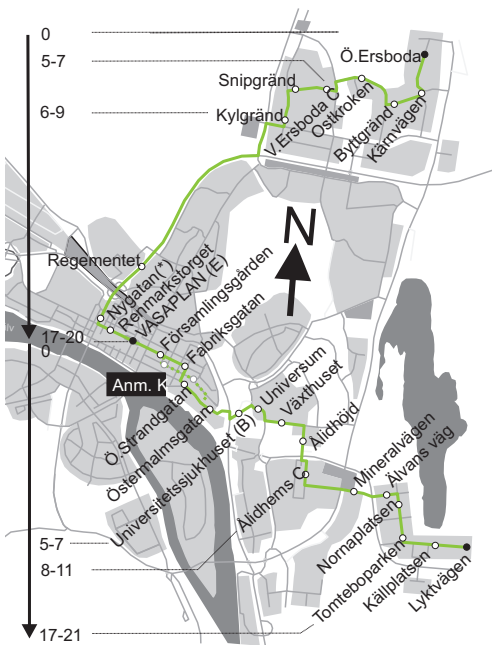 0
5-7
Ö.Ersboda
Snipgränd
6-9
Kylgränd
V.Ersboda C
Ostkroken
Byttgränd
Kärnvägen
N
Regementet
Nygatan(*)
Renmarkstorget
VASAPLAN (E)
Församlingsgården
Fabriksgatan
17-20
0
Anm. K
Ö.Strandgatan
Östermalmsgatan
Universitetssjukhuset (B)
Universum
Växthuset
Ålidhöjd
Ålidhems C
Mineralvägen
Älvans väg
Nornaplatsen
Tomteboparken
Källplatsen
Lyktvägen
5-7
8-11
17-21